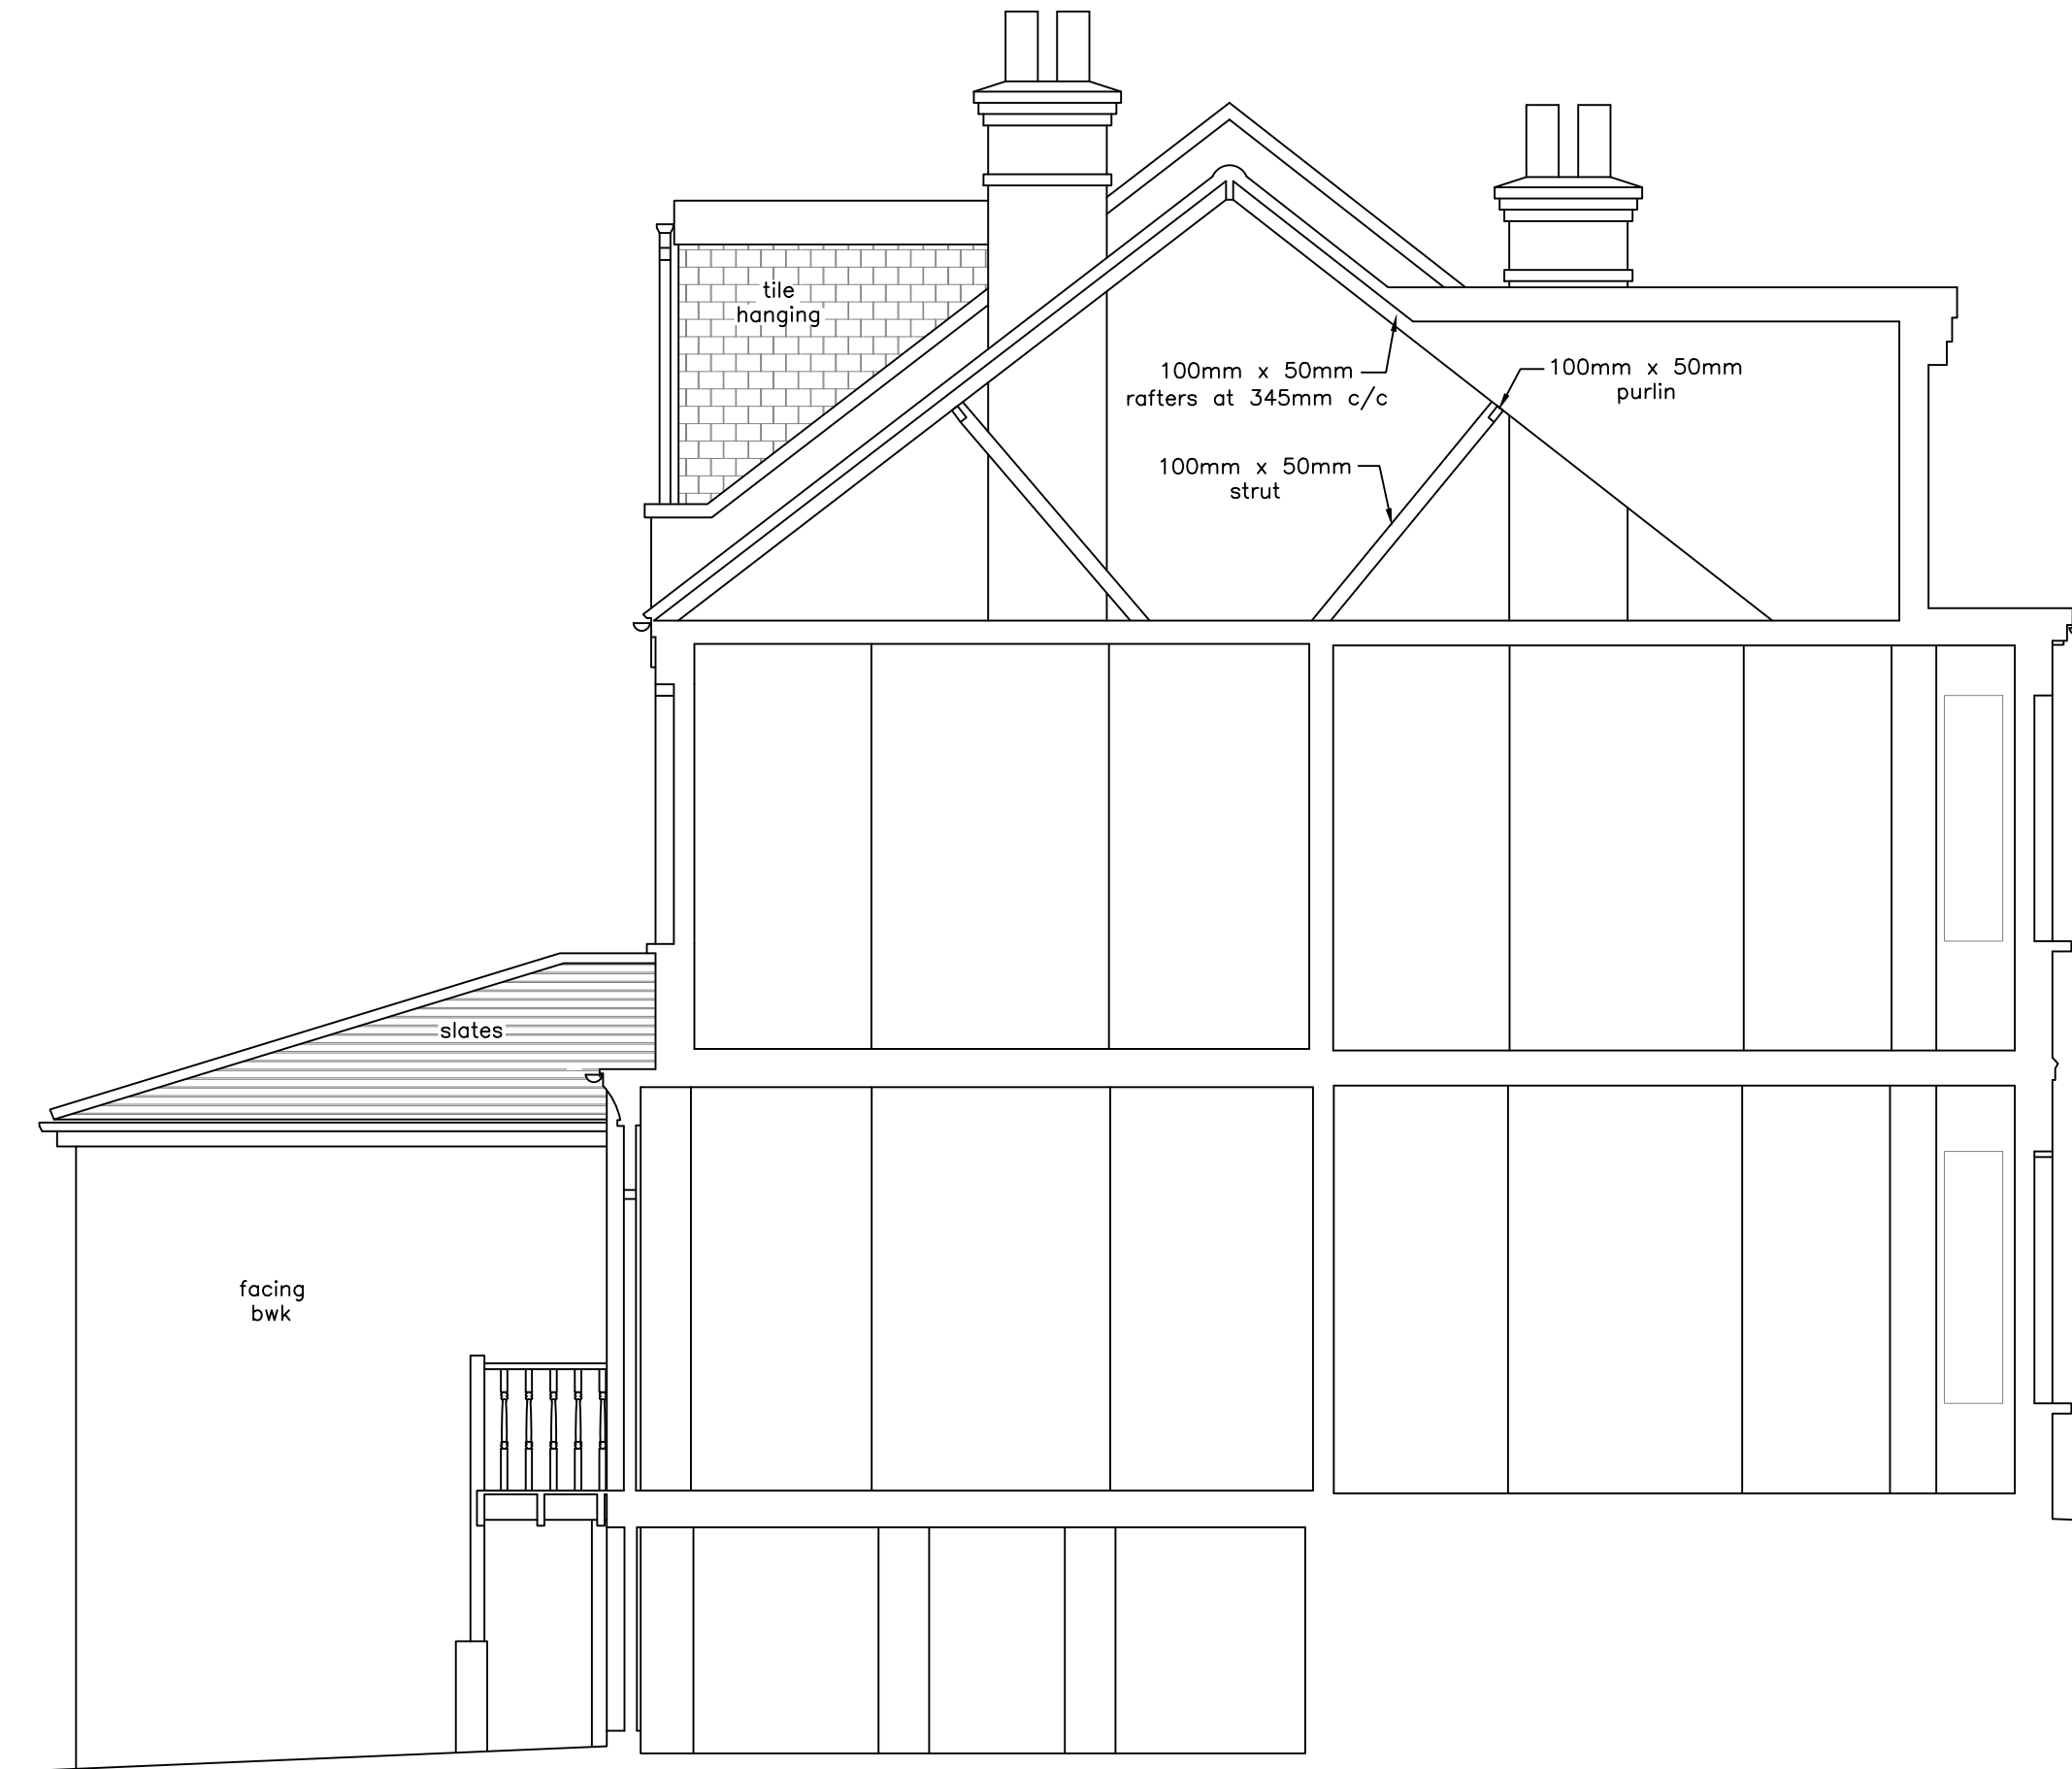 tile
hanging
100mm x 50mm
rafters at 345mm c/c
100mm x 50mm
purlin
100mm x 50mm
strut
slates
facing
bwk